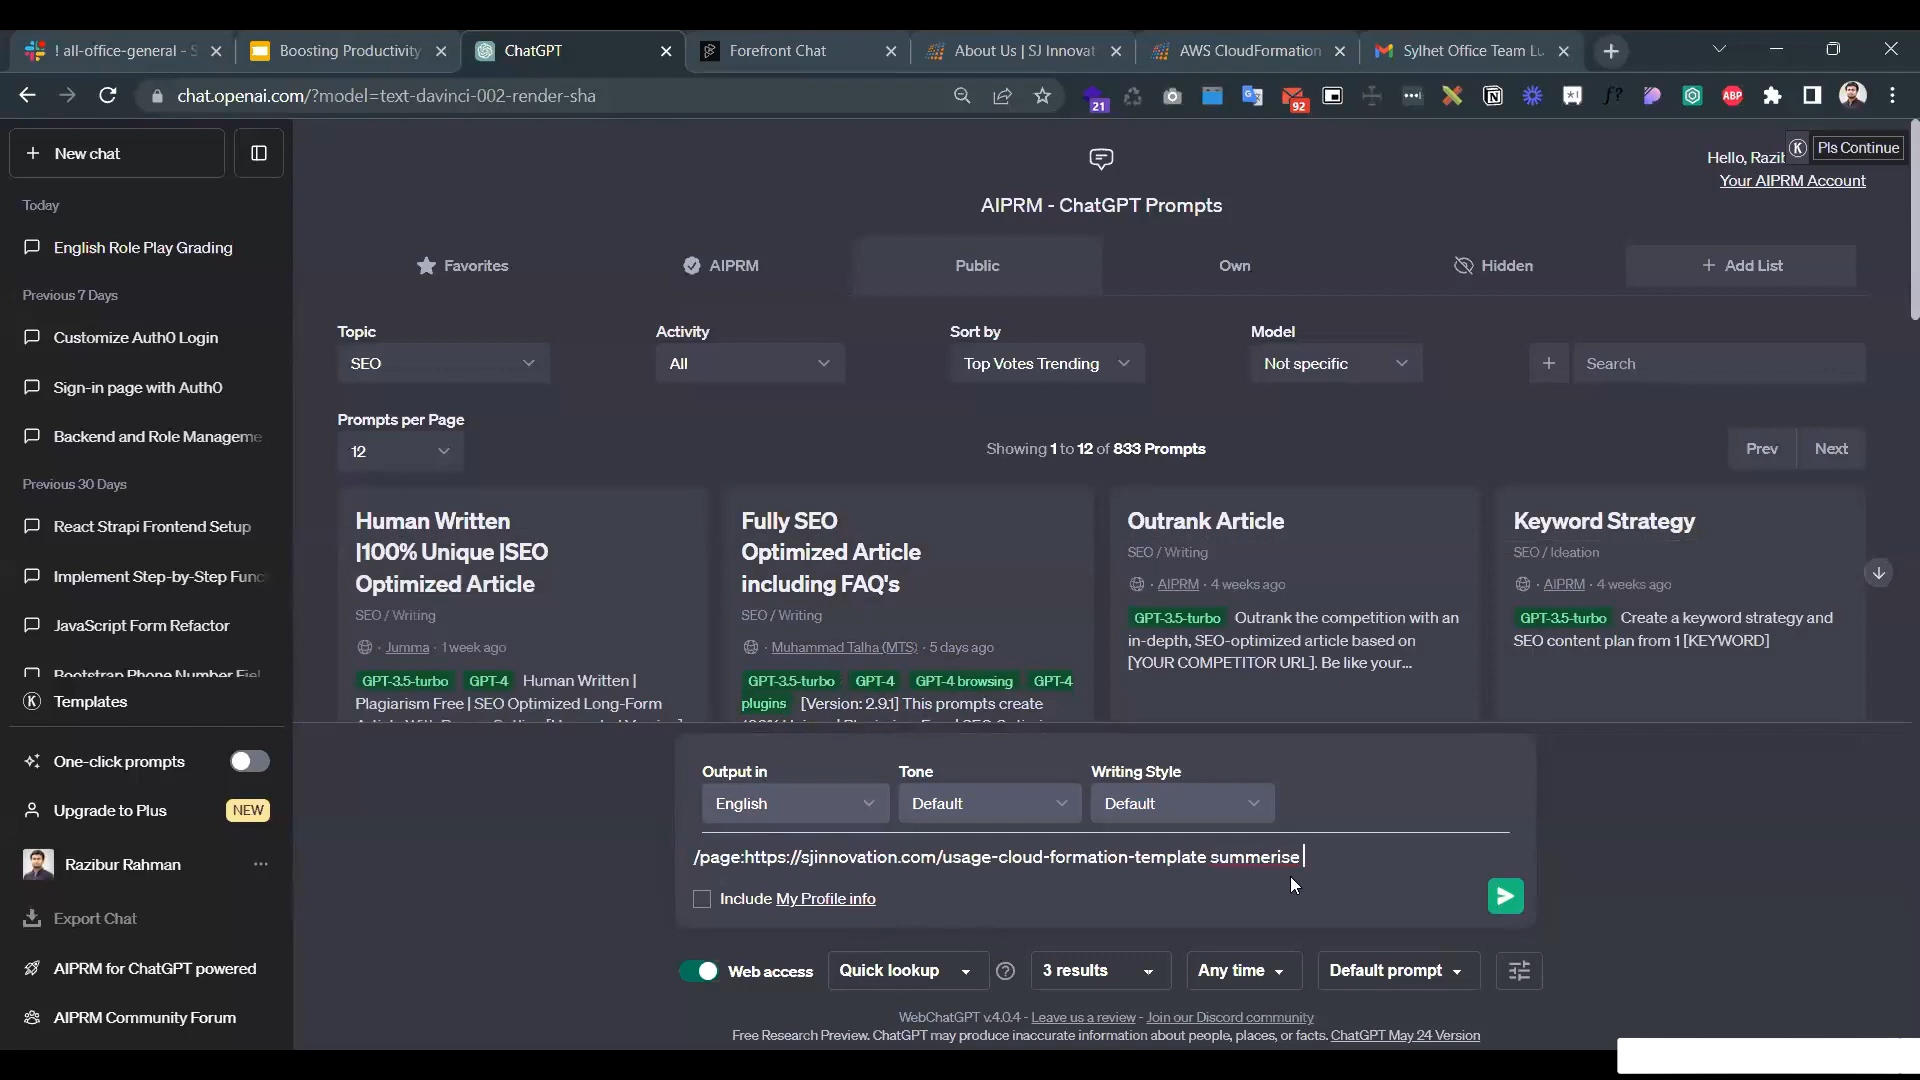 ! all-office-general - S
Boosting Productivity
ChatGPT
Forefront Chat
About Us | SJ Innovat
AWS CloudFormation
Sylhet Office Team Lu
chat.openai.com/?model=text-davinci-002-render-sha
21
92
ABP
New chat
Hello, Razib
K
Pls Continue
Your AIPRM Account
Today
AIPRM - ChatGPT Prompts
English Role Play Grading
Favorites
AIPRM
Public
Own
Hidden
+ Add List
Previous 7 Days
Topic
Activity
Sort by
Model
Customize Auth0 Login
SEO
All
Top Votes Trending
Not specific
+
Search
Sign-in page with Auth0
Prompts per Page
Backend and Role Manageme
12
Showing 1 to 12 of 833 Prompts
Prev
Next
Previous 30 Days
React Strapi Frontend Setup
Implement Step-by-Step Func
JavaScript Form Refactor
Bootstrap Phone Number Fiel
Human Written
|100% Unique |SEO
Optimized Article
SEO / Writing
· Jumma · 1 week ago
GPT-3.5-turbo GPT-4 Human Written |
Plagiarism Free | SEO Optimized Long-Form
Fully SEO
Optimized Article
including FAQ's
SEO / Writing
· Muhammad Talha (MTS) · 5 days ago
GPT-3.5-turbo GPT-4 GPT-4 browsing GPT-4
plugins [Version: 2.9.1] This prompts create
Outrank Article
SEO / Writing
· AIPRM · 4 weeks ago
GPT-3.5-turbo Outrank the competition with an
in-depth, SEO-optimized article based on
[YOUR COMPETITOR URL]. Be like your...
Keyword Strategy
SEO / Ideation
· AIPRM · 4 weeks ago
GPT-3.5-turbo Create a keyword strategy and
SEO content plan from 1 [KEYWORD]
K Templates
One-click prompts
Upgrade to Plus
NEW
Razibur Rahman
Export Chat
AIPRM for ChatGPT powered
AIPRM Community Forum
Output in
Tone
Writing Style
English
Default
Default
/page:https://sjinnovation.com/usage-cloud-formation-template summerise
Include My Profile info
Web access
Quick lookup
3 results
Any time
Default prompt
WebChatGPT v.4.0.4 - Leave us a review - Join our Discord community
Free Research Preview. ChatGPT may produce inaccurate information about people, places, or facts. ChatGPT May 24 Version